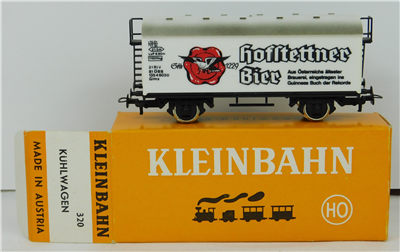 Hofstettner
Bier
Seit 1229
Aus Österreichs ältester
Brauerei, eingetragen ins
Guinness Buch der Rekorde
KLEINBAHN
HO
KLEINBAHN
320
KÜHLWAGEN
MADE IN AUSTRIA